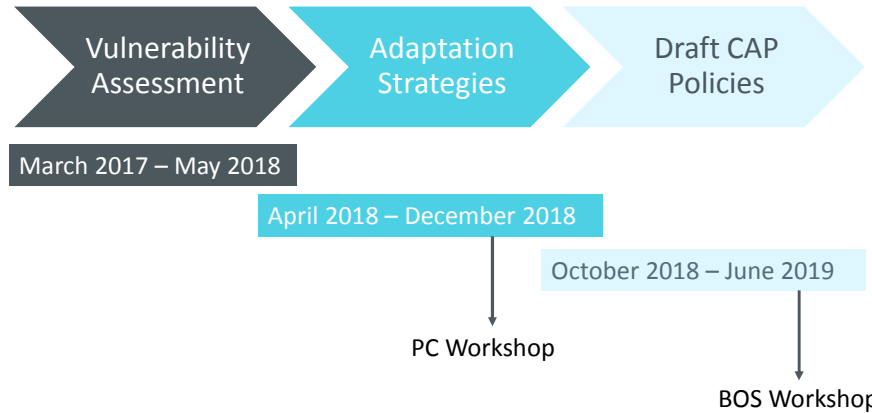 Vulnerability
Assessment
Adaptation
Strategies
Draft CAP
Policies
March 2017 – May 2018
April 2018 – December 2018
October 2018 – June 2019
PC Workshop
BOS Workshop